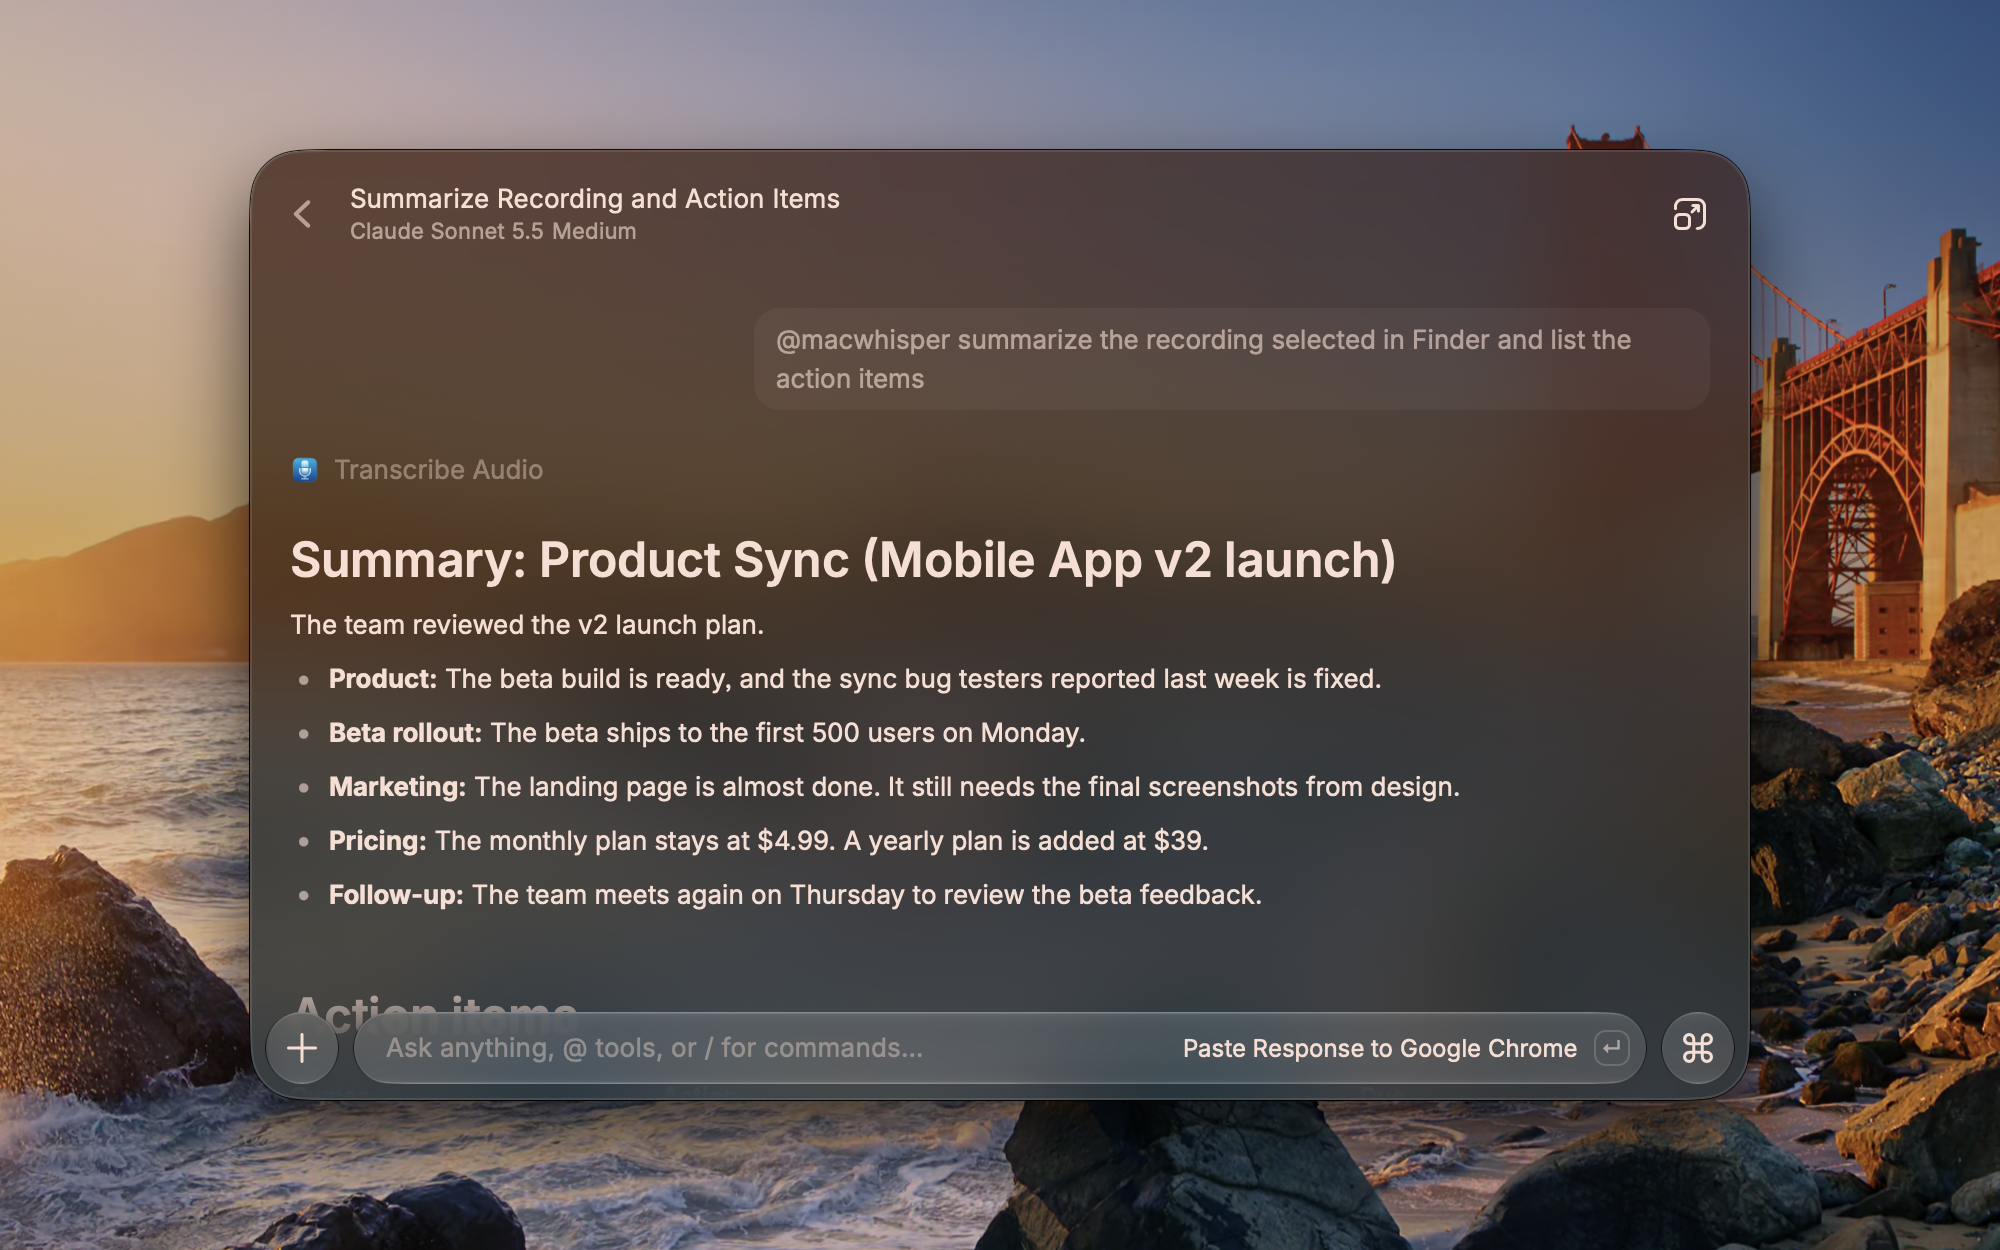 Summarize Recording and Action Items
Claude Sonnet 5.5 Medium
@macwhisper summarize the recording selected in Finder and list the
action items
Transcribe Audio
Summary: Product Sync (Mobile App v2 launch)
The team reviewed the v2 launch plan.
• Product: The beta build is ready, and the sync bug testers reported last week is fixed.
• Beta rollout: The beta ships to the first 500 users on Monday.
• Marketing: The landing page is almost done. It still needs the final screenshots from design.
• Pricing: The monthly plan stays at $4.99. A yearly plan is added at $39.
• Follow-up: The team meets again on Thursday to review the beta feedback.
Action items
Ask anything, @ tools, or / for commands...
Paste Response to Google Chrome